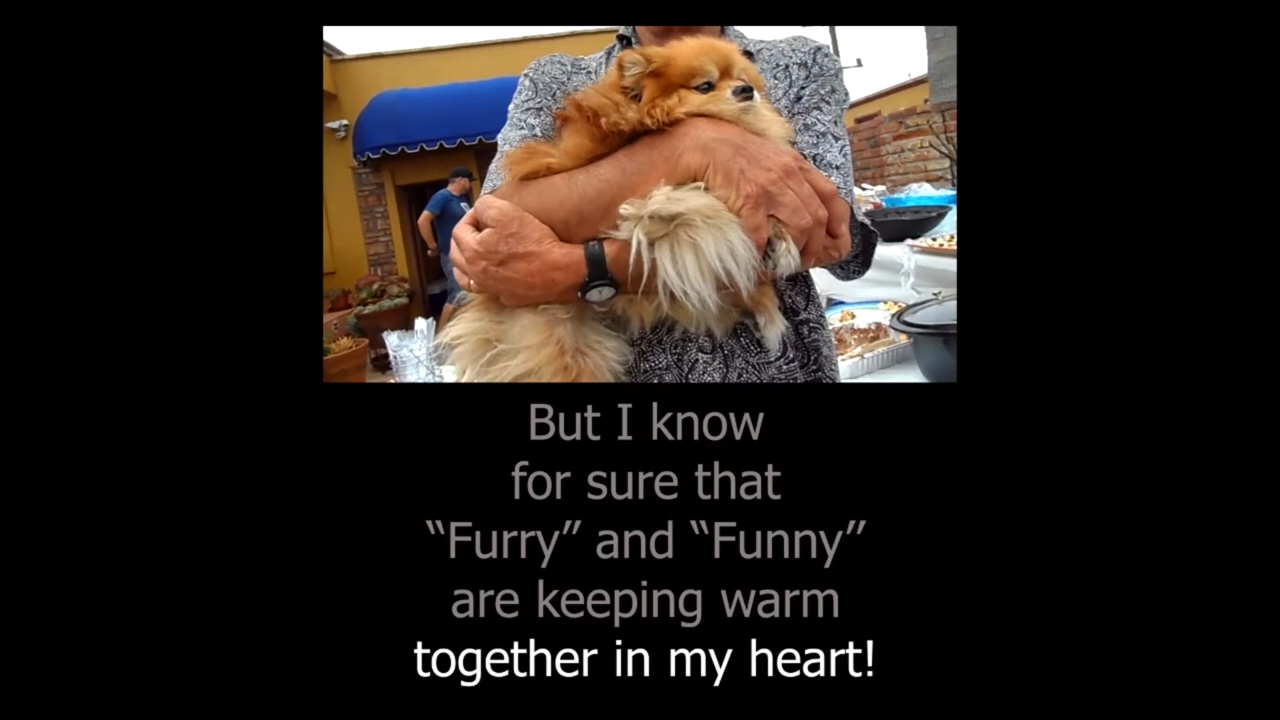 But I know
for sure that
“Furry” and “Funny”
are keeping warm
together in my heart!